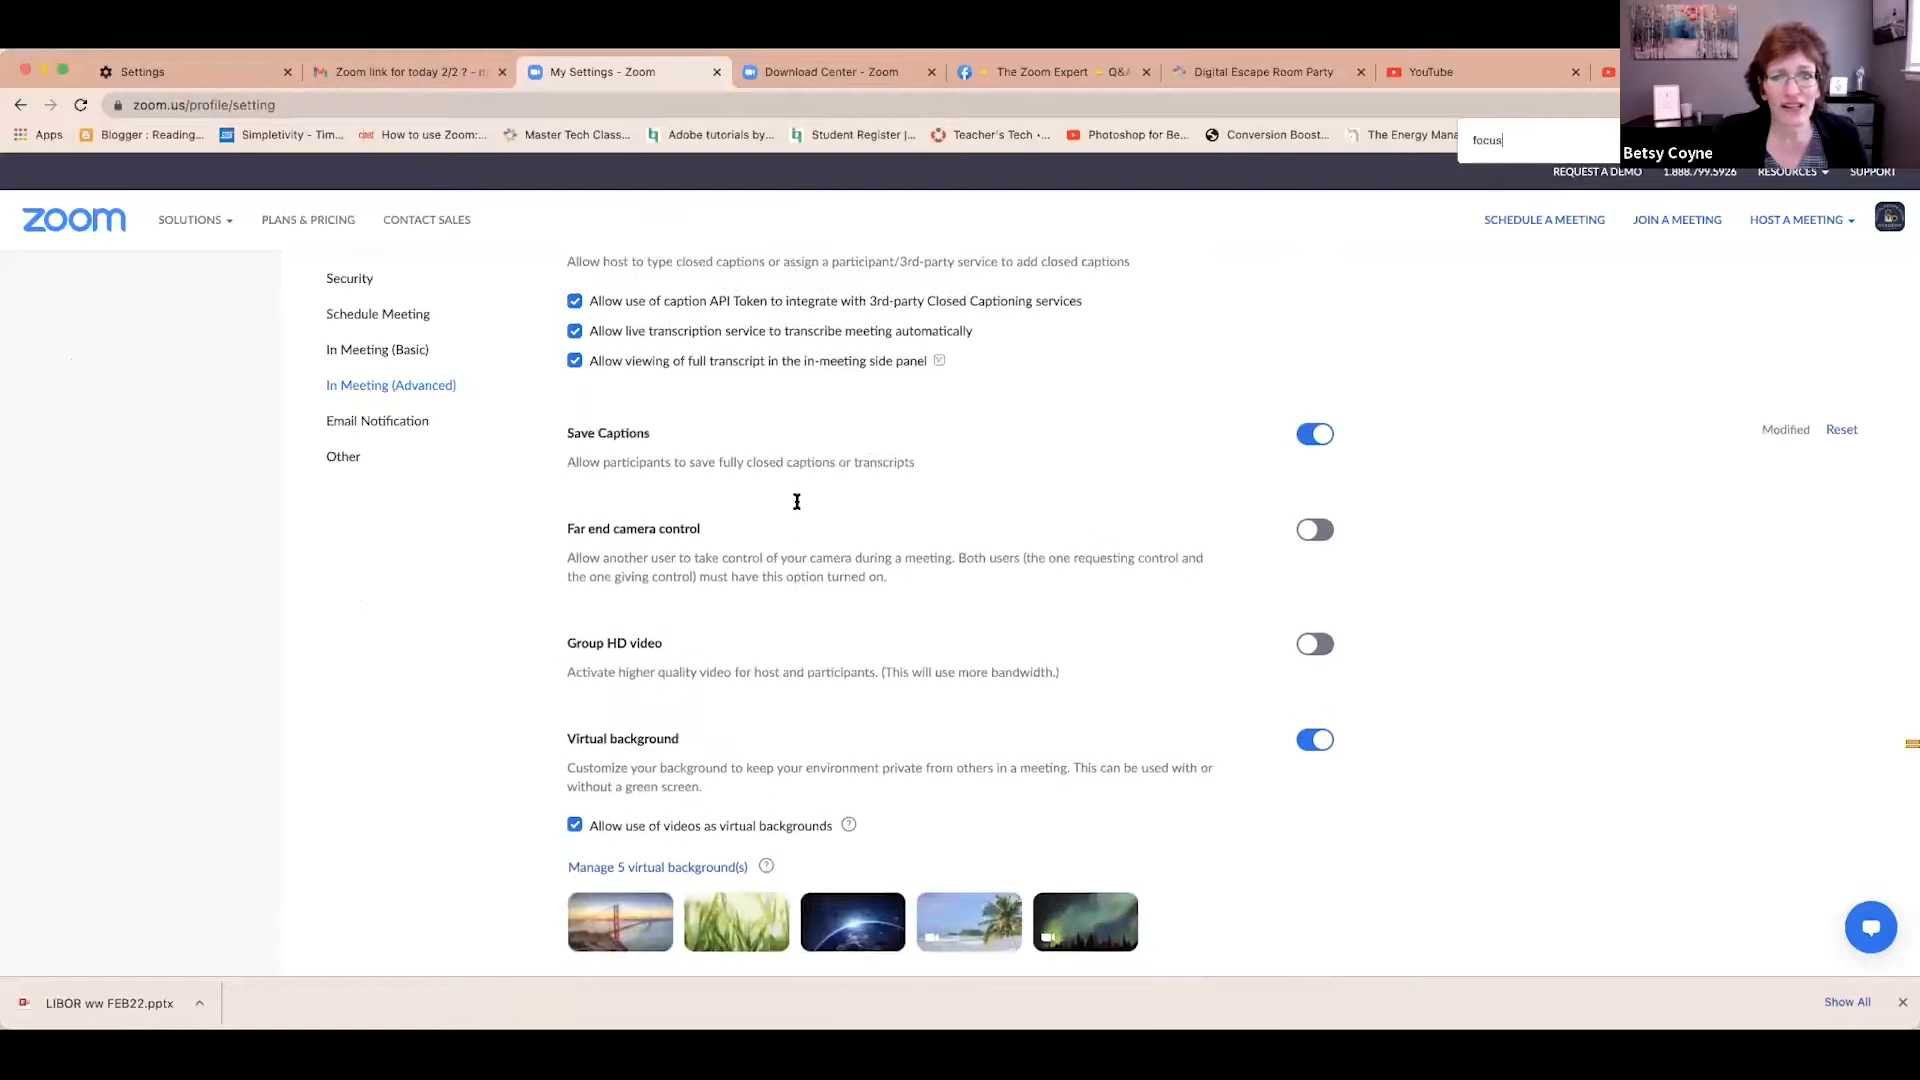 Settings
Zoom link for today 2/2 ? - m
My Settings - Zoom
Download Center - Zoom
The Zoom Expert
Q&A
Digital Escape Room Party
YouTube
zoom.us/profile/setting
Apps
Blogger : Reading...
Simpletivity - Tim...
How to use Zoom:...
Master Tech Class...
Adobe tutorials by...
Student Register |...
Teacher's Tech •...
Photoshop for Be...
Conversion Boost...
The Energy Mana
focus
Betsy Coyne
REQUEST A DEMO
1.888.799.5926
RESOURCES
SUPPORT
zoom
SOLUTIONS
PLANS & PRICING
CONTACT SALES
SCHEDULE A MEETING
JOIN A MEETING
HOST A MEETING
Security
Schedule Meeting
In Meeting (Basic)
In Meeting (Advanced)
Email Notification
Other
Allow host to type closed captions or assign a participant/3rd-party service to add closed captions
Allow use of caption API Token to integrate with 3rd-party Closed Captioning services
Allow live transcription service to transcribe meeting automatically
Allow viewing of full transcript in the in-meeting side panel
Save Captions
Modified Reset
Allow participants to save fully closed captions or transcripts
Far end camera control
Allow another user to take control of your camera during a meeting. Both users (the one requesting control and
the one giving control) must have this option turned on.
Group HD video
Activate higher quality video for host and participants. (This will use more bandwidth.)
Virtual background
Customize your background to keep your environment private from others in a meeting. This can be used with or
without a green screen.
Allow use of videos as virtual backgrounds ?
Manage 5 virtual background(s) ?
LIBOR ww FEB22.pptx
Show All